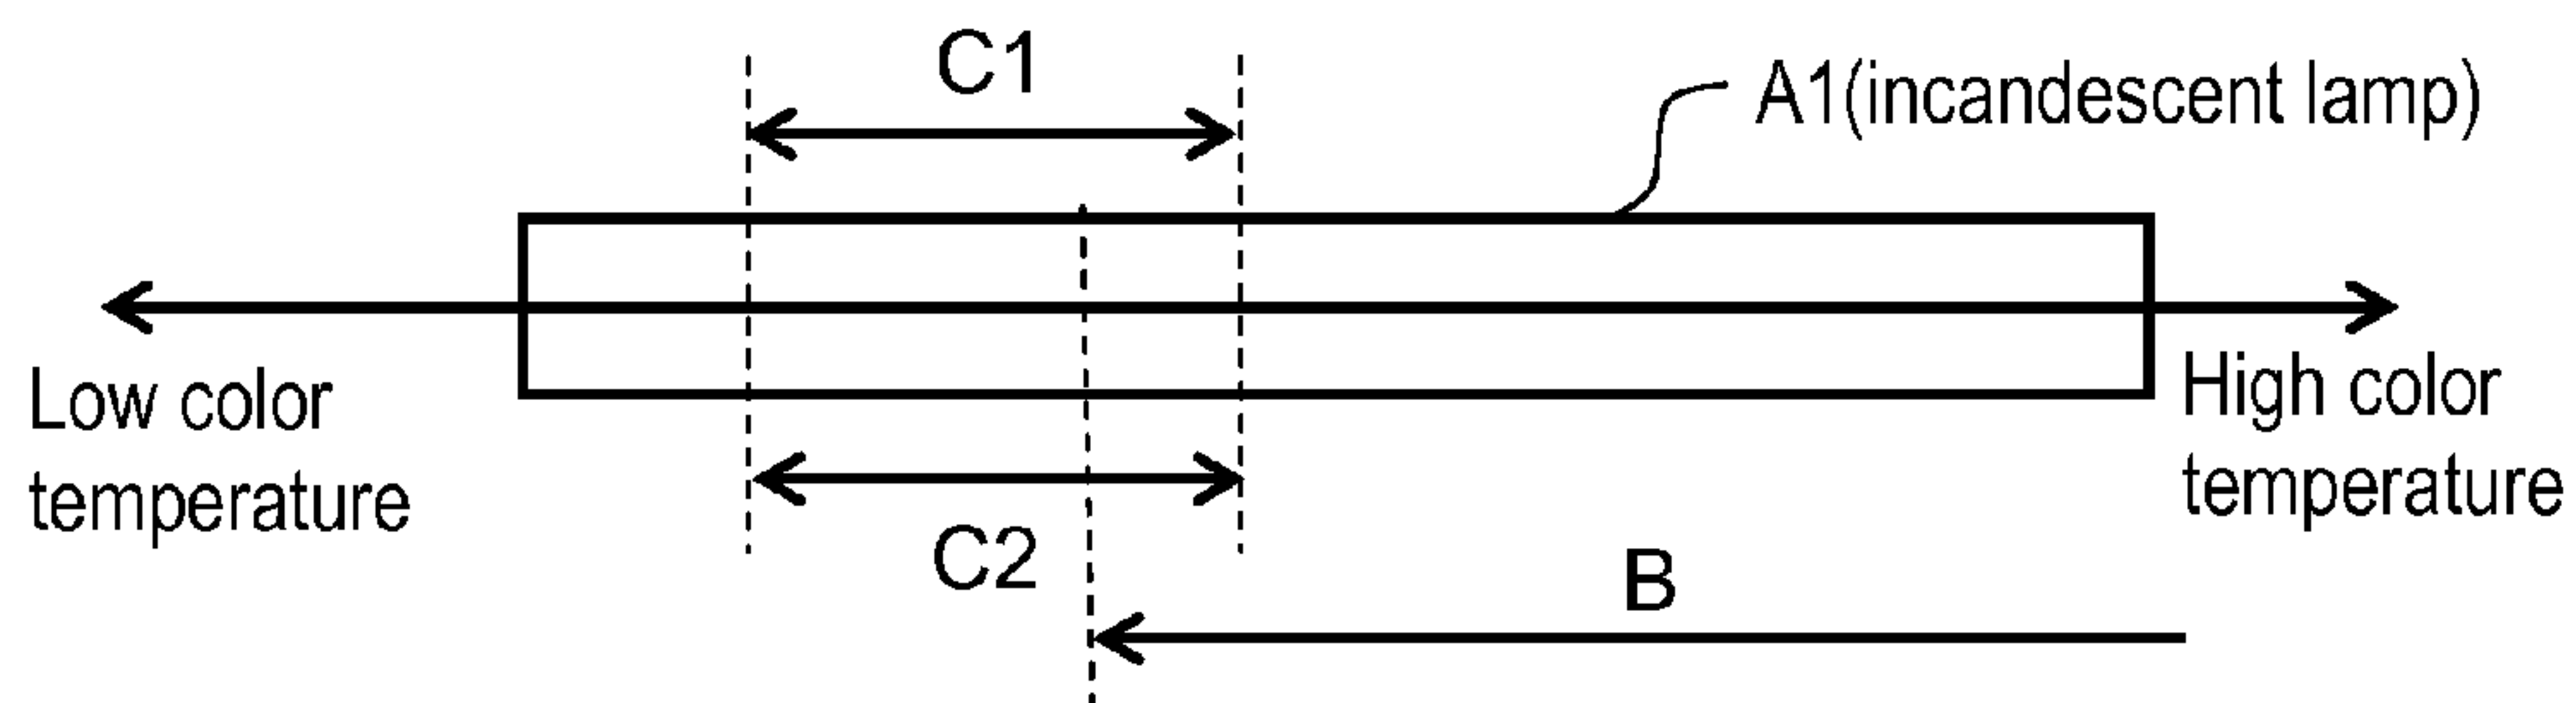 C1
A1(incandescent lamp)
Low color
temperature
High color
temperature
C2
B